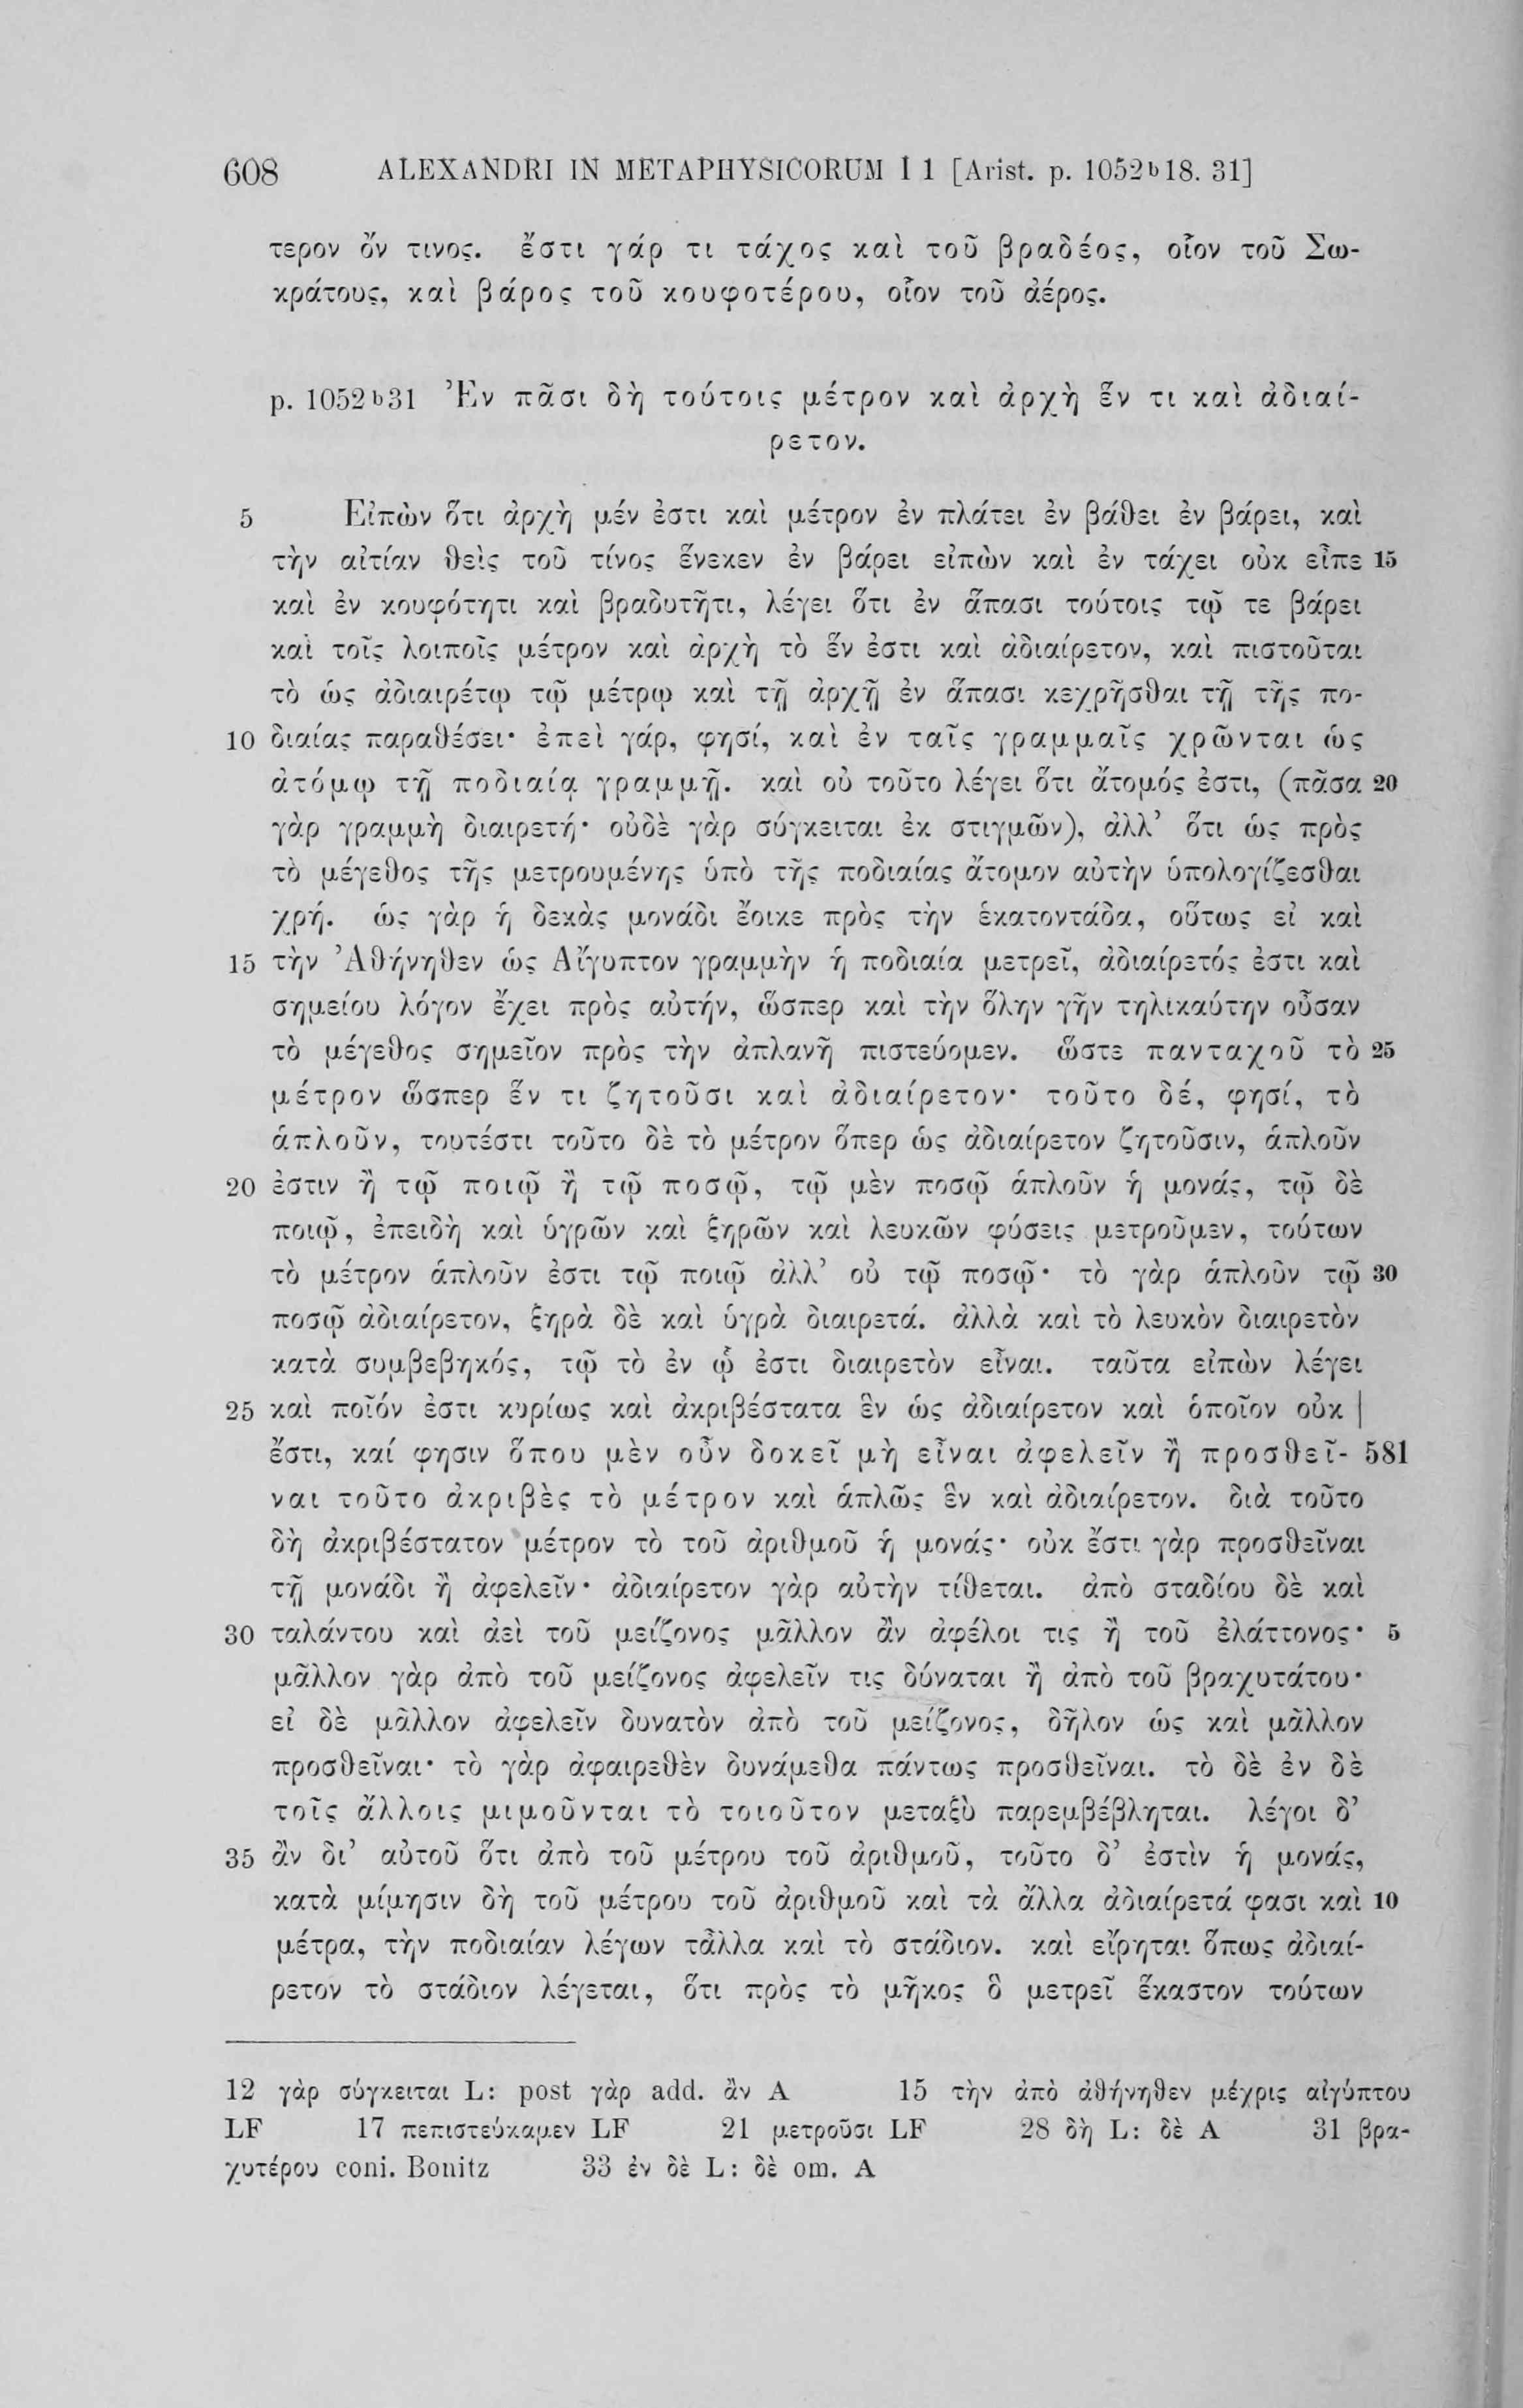 608 ALEXANDRI IN METAPHYSICORUM I 1 [Arist. p. 1052b18. 31]
τερον ὄν τινος. ἔστι γάρ τι τάχος καὶ τοῦ βραδέος, οἷον τοῦ Σω-
κράτους, καὶ βάρος τοῦ κουφοτέρου, οἷον τοῦ ἀέρος.
p. 1052b31 Ἐν πᾶσι δὴ τούτοις μέτρον καὶ ἀρχὴ ἕν τι καὶ ἀδιαί-
ρετον.
5 Εἰπὼν ὅτι ἀρχὴ μέν ἐστι καὶ μέτρον ἐν πλάτει ἐν βάθει ἐν βάρει, καὶ
τὴν αἰτίαν θεὶς τοῦ τίνος ἕνεκεν ἐν βάρει εἰπὼν καὶ ἐν τάχει οὐκ εἶπε 15
καὶ ἐν κουφότητι καὶ βραδυτῆτι, λέγει ὅτι ἐν ἅπασι τούτοις τῷ τε βάρει
καὶ τοῖς λοιποῖς μέτρον καὶ ἀρχὴ τὸ ἕν ἐστι καὶ ἀδιαίρετον, καὶ πιστοῦται
τὸ ὡς ἀδιαιρέτῳ τῷ μέτρῳ καὶ τῇ ἀρχῇ ἐν ἅπασι κεχρῆσθαι τῇ τῆς πο-
10 διαίας παραθέσει· ἐπεὶ γάρ, φησί, καὶ ἐν ταῖς γραμμαῖς χρῶνται ὡς
ἀτόμῳ τῇ ποδιαίᾳ γραμμῇ. καὶ οὐ τοῦτο λέγει ὅτι ἄτομός ἐστι, (πᾶσα 20
γὰρ γραμμὴ διαιρετή· οὐδὲ γὰρ σύγκειται ἐκ στιγμῶν), ἀλλ’ ὅτι ὡς πρὸς
τὸ μέγεθος τῆς μετρουμένης ὑπὸ τῆς ποδιαίας ἄτομον αὐτὴν ὑπολογίζεσθαι
χρή. ὡς γὰρ ἡ δεκὰς μονάδι ἔοικε πρὸς τὴν ἑκατοντάδα, οὕτως εἰ καὶ
15 τὴν Ἀθήνηθεν ὡς Αἴγυπτον γραμμὴν ἡ ποδιαία μετρεῖ, ἀδιαίρετός ἐστι καὶ
σημείου λόγον ἔχει πρὸς αὐτήν, ὥσπερ καὶ τὴν ὅλην γῆν τηλικαύτην οὖσαν
τὸ μέγεθος σημεῖον πρὸς τὴν ἀπλανῆ πιστεύομεν. ὥστε πανταχοῦ τὸ 25
μέτρον ὥσπερ ἕν τι ζητοῦσι καὶ ἀδιαίρετον· τοῦτο δέ, φησί, τὸ
ἁπλοῦν, τουτέστι τοῦτο δὲ τὸ μέτρον ὅπερ ὡς ἀδιαίρετον ζητοῦσιν, ἁπλοῦν
20 ἐστιν ἢ τῷ ποιῷ ἢ τῷ ποσῷ, τῷ μὲν ποσῷ ἁπλοῦν ἡ μονάς, τῷ δὲ
ποιῷ, ἐπειδὴ καὶ ὑγρῶν καὶ ξηρῶν καὶ λευκῶν φύσεις μετροῦμεν, τούτων
τὸ μέτρον ἁπλοῦν ἐστι τῷ ποιῷ ἀλλ’ οὐ τῷ ποσῷ· τὸ γὰρ ἁπλοῦν τῷ 30
ποσῷ ἀδιαίρετον, ξηρὰ δὲ καὶ ὑγρὰ διαιρετά. ἀλλὰ καὶ τὸ λευκὸν διαιρετὸν
κατὰ συμβεβηκός, τῷ τὸ ἐν ᾧ ἐστι διαιρετὸν εἶναι. ταῦτα εἰπὼν λέγει
25 καὶ ποῖόν ἐστι κυρίως καὶ ἀκριβέστατα ἓν ὡς ἀδιαίρετον καὶ ὁποῖον οὐκ |
ἔστι, καί φησιν ὅπου μὲν οὖν δοκεῖ μὴ εἶναι ἀφελεῖν ἢ προσθεῖ- 581
ναι τοῦτο ἀκριβὲς τὸ μέτρον καὶ ἁπλῶς ἓν καὶ ἀδιαίρετον. διὰ τοῦτο
δὴ ἀκριβέστατον μέτρον τὸ τοῦ ἀριθμοῦ ἡ μονάς· οὐκ ἔστι γὰρ προσθεῖναι
τῇ μονάδι ἢ ἀφελεῖν· ἀδιαίρετον γὰρ αὐτὴν τίθεται. ἀπὸ σταδίου δὲ καὶ
30 ταλάντου καὶ ἀεὶ τοῦ μείζονος μᾶλλον ἂν ἀφέλοι τις ἢ τοῦ ἐλάττονος· 5
μᾶλλον γὰρ ἀπὸ τοῦ μείζονος ἀφελεῖν τις δύναται ἢ ἀπὸ τοῦ βραχυτάτου·
εἰ δὲ μᾶλλον ἀφελεῖν δυνατὸν ἀπὸ τοῦ μείζονος, δῆλον ὡς καὶ μᾶλλον
προσθεῖναι· τὸ γὰρ ἀφαιρεθὲν δυνάμεθα πάντως προσθεῖναι. τὸ δὲ ἐν δὲ
τοῖς ἄλλοις μιμοῦνται τὸ τοιοῦτον μεταξὺ παρεμβέβληται. λέγοι δ’
35 ἂν δι’ αὐτοῦ ὅτι ἀπὸ τοῦ μέτρου τοῦ ἀριθμοῦ, τοῦτο δ’ ἐστὶν ἡ μονάς,
κατὰ μίμησιν δὴ τοῦ μέτρου τοῦ ἀριθμοῦ καὶ τὰ ἄλλα ἀδιαίρετά φασι καὶ 10
μέτρα, τὴν ποδιαίαν λέγων τἆλλα καὶ τὸ στάδιον. καὶ εἴρηται ὅπως ἀδιαί-
ρετον τὸ στάδιον λέγεται, ὅτι πρὸς τὸ μῆκος ὃ μετρεῖ ἕκαστον τούτων
12 γὰρ σύγκειται L: post γὰρ add. ἂν A 15 τὴν ἀπὸ ἀθήνηθεν μέχρις αἰγύπτου
LF 17 πεπιστεύκαμεν LF 21 μετροῦσι LF 28 δὴ L: δὲ A 31 βρα-
χυτέρου coni. Bonitz 33 ἐν δὲ L: δὲ om. A